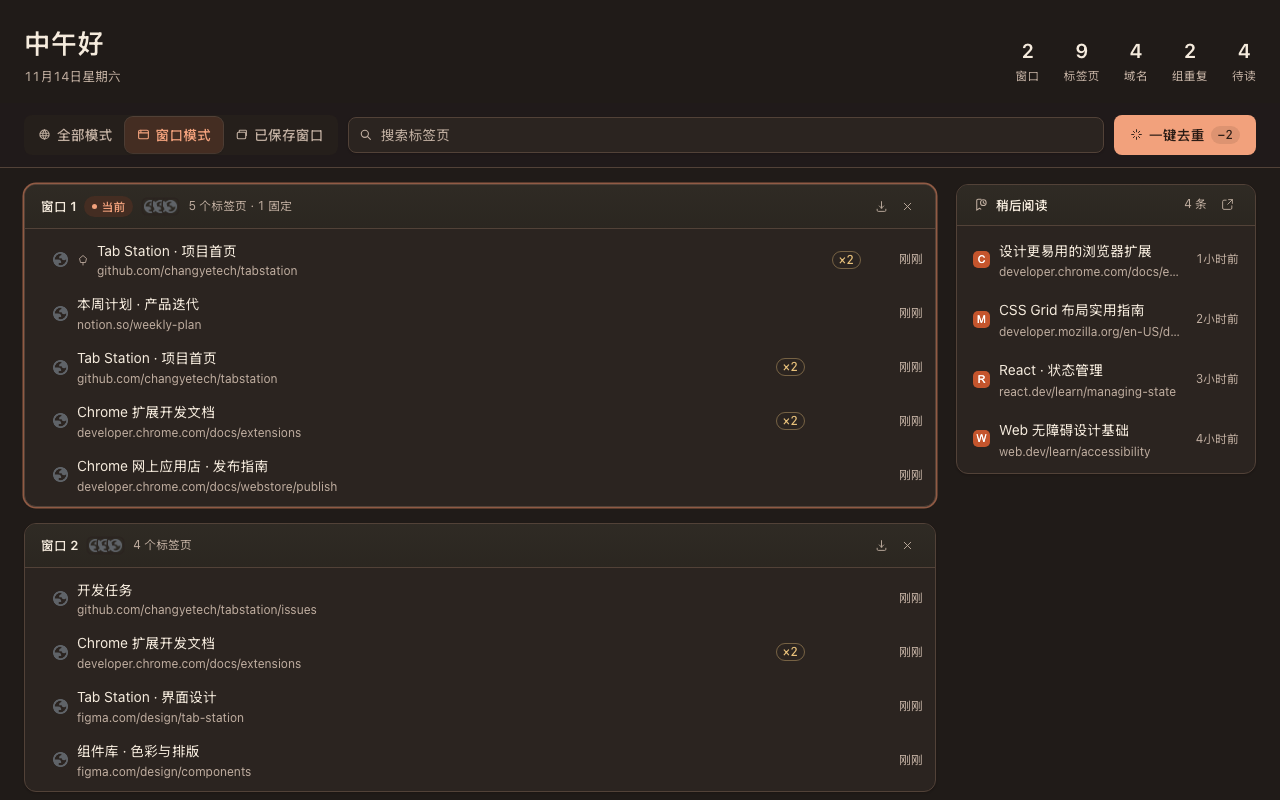 中午好
11月14日星期六
2 9 4 2 4
窗口 标签页 域名 组重复 待读
全部模式 窗口模式 已保存窗口 搜索标签页 一键去重 −2
窗口 1 当前 5 个标签页 · 1 固定
Tab Station · 项目首页
github.com/changyetech/tabstation
×2 刚刚
本周计划 · 产品迭代
notion.so/weekly-plan
刚刚
Tab Station · 项目首页
github.com/changyetech/tabstation
×2 刚刚
Chrome 扩展开发文档
developer.chrome.com/docs/extensions
×2 刚刚
Chrome 网上应用店 · 发布指南
developer.chrome.com/docs/webstore/publish
刚刚
窗口 2 4 个标签页
开发任务
github.com/changyetech/tabstation/issues
刚刚
Chrome 扩展开发文档
developer.chrome.com/docs/extensions
×2 刚刚
Tab Station · 界面设计
figma.com/design/tab-station
刚刚
组件库 · 色彩与排版
figma.com/design/components
刚刚
稍后阅读 4 条
C 设计更易用的浏览器扩展
developer.chrome.com/docs/e...
1小时前
M CSS Grid 布局实用指南
developer.mozilla.org/en-US/d...
2小时前
R React · 状态管理
react.dev/learn/managing-state
3小时前
W Web 无障碍设计基础
web.dev/learn/accessibility
4小时前